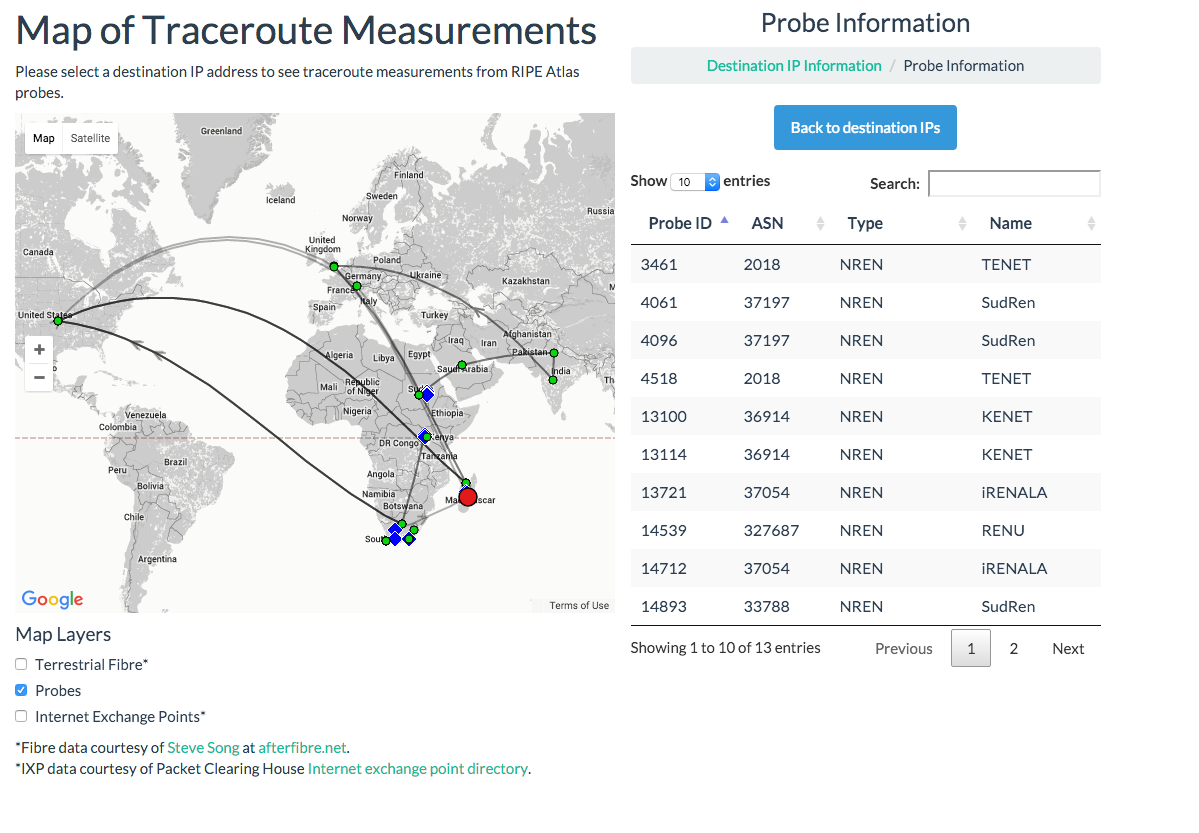 Map of Traceroute Measurements
Please select a destination IP address to see traceroute measurements from RIPE Atlas
probes.
Map Satellite
Greenland
Finland
Iceland
Sweden
Norway
Russia
United
Kingdom
Canada
Poland
Germany
Ukraine
Kazakhstan
France
Italy
Spain
United States
Turkey
Afghanistan
Iraq
Iran
Pakistan
Algeria
Libya
Egypt
Saudi Arabia
India
Mali
Republic
of Niger
Nigeria
Ethiopia
Venezuela
Colombia
DR Congo
Kenya
Tanzania
Brazil
Peru
Angola
Bolivia
Namibia
Madagascar
Botswana
Chile
Argentina
+
−
Google
Terms of Use
Map Layers
Terrestrial Fibre*
Probes
Internet Exchange Points*
*Fibre data courtesy of Steve Song at afterfibre.net.
*IXP data courtesy of Packet Clearing House Internet exchange point directory.
Probe Information
Destination IP Information / Probe Information
Back to destination IPs
Show 10 entries Search:
Probe ID ASN Type Name
3461 2018 NREN TENET
4061 37197 NREN SudRen
4096 37197 NREN SudRen
4518 2018 NREN TENET
13100 36914 NREN KENET
13114 36914 NREN KENET
13721 37054 NREN iRENALA
14539 327687 NREN RENU
14712 37054 NREN iRENALA
14893 33788 NREN SudRen
Showing 1 to 10 of 13 entries Previous 1 2 Next